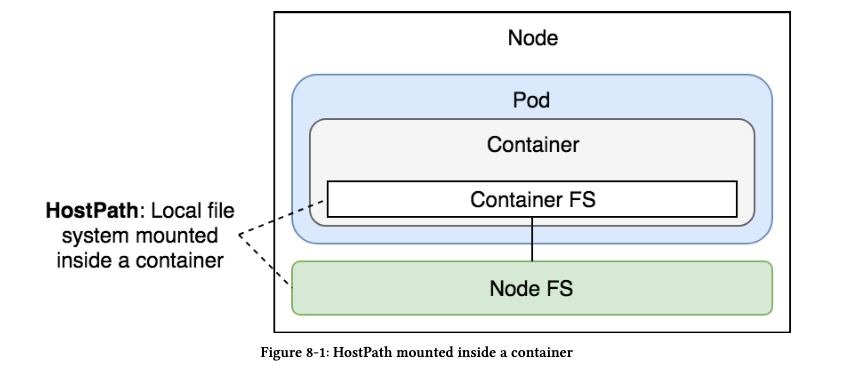 Node
Pod
Container
Container FS
HostPath: Local file
system mounted
inside a container
Node FS
Figure 8-1: HostPath mounted inside a container